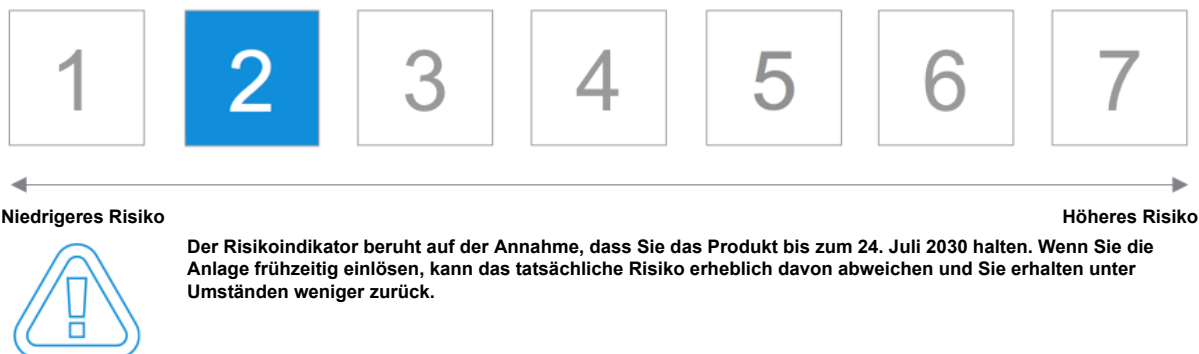 1 2 3 4 5 6 7
Niedrigeres Risiko Höheres Risiko
Der Risikoindikator beruht auf der Annahme, dass Sie das Produkt bis zum 24. Juli 2030 halten. Wenn Sie die
Anlage frühzeitig einlösen, kann das tatsächliche Risiko erheblich davon abweichen und Sie erhalten unter
Umständen weniger zurück.